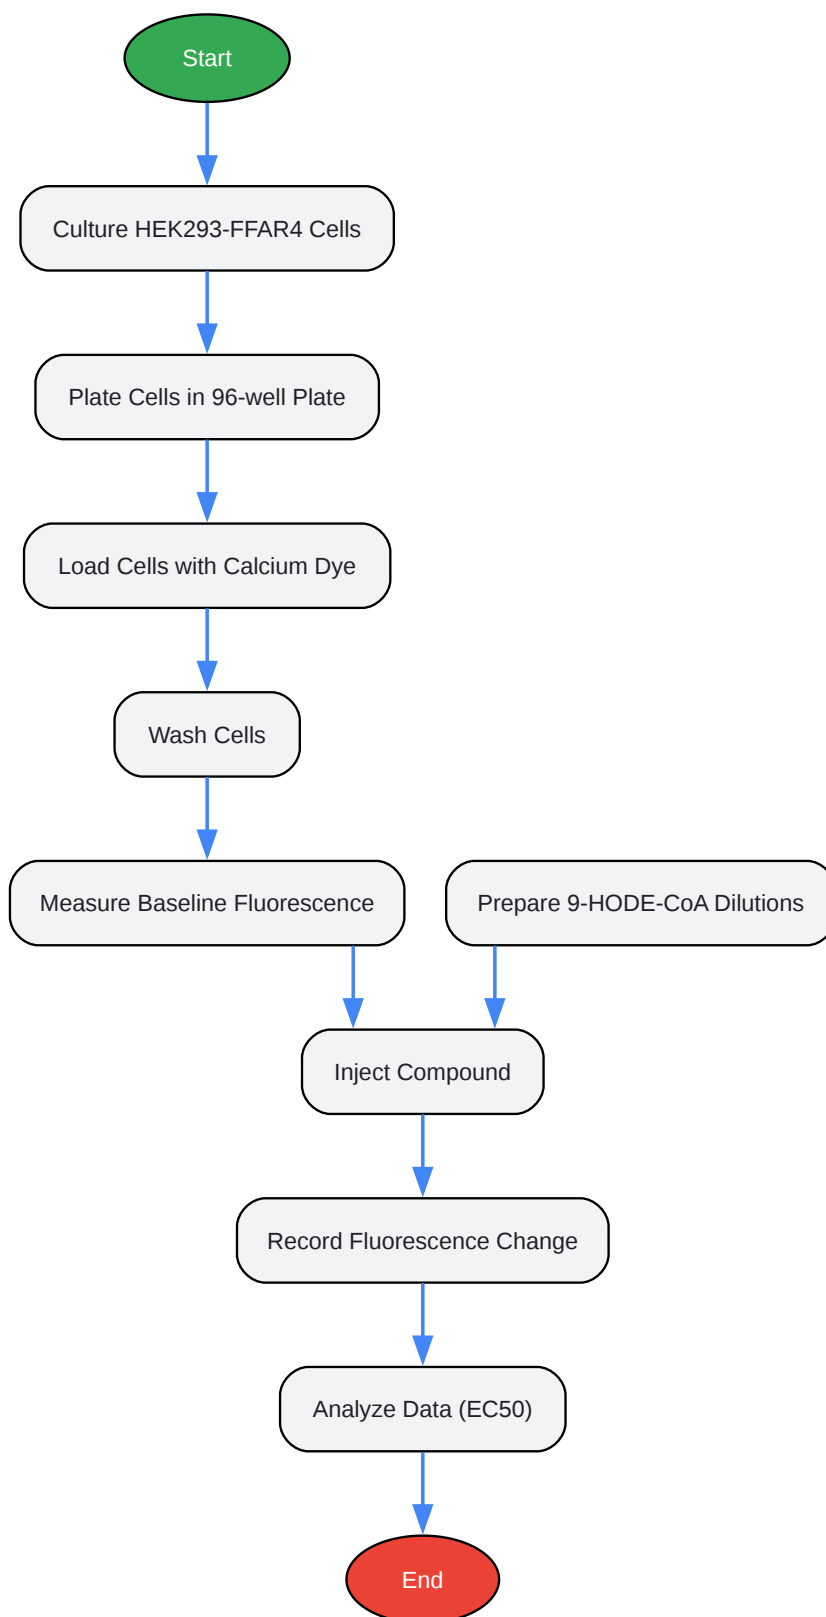 Start
Culture HEK293-FFAR4 Cells
Plate Cells in 96-well Plate
Load Cells with Calcium Dye
Wash Cells
Measure Baseline Fluorescence
Prepare 9-HODE-CoA Dilutions
Inject Compound
Record Fluorescence Change
Analyze Data (EC50)
End